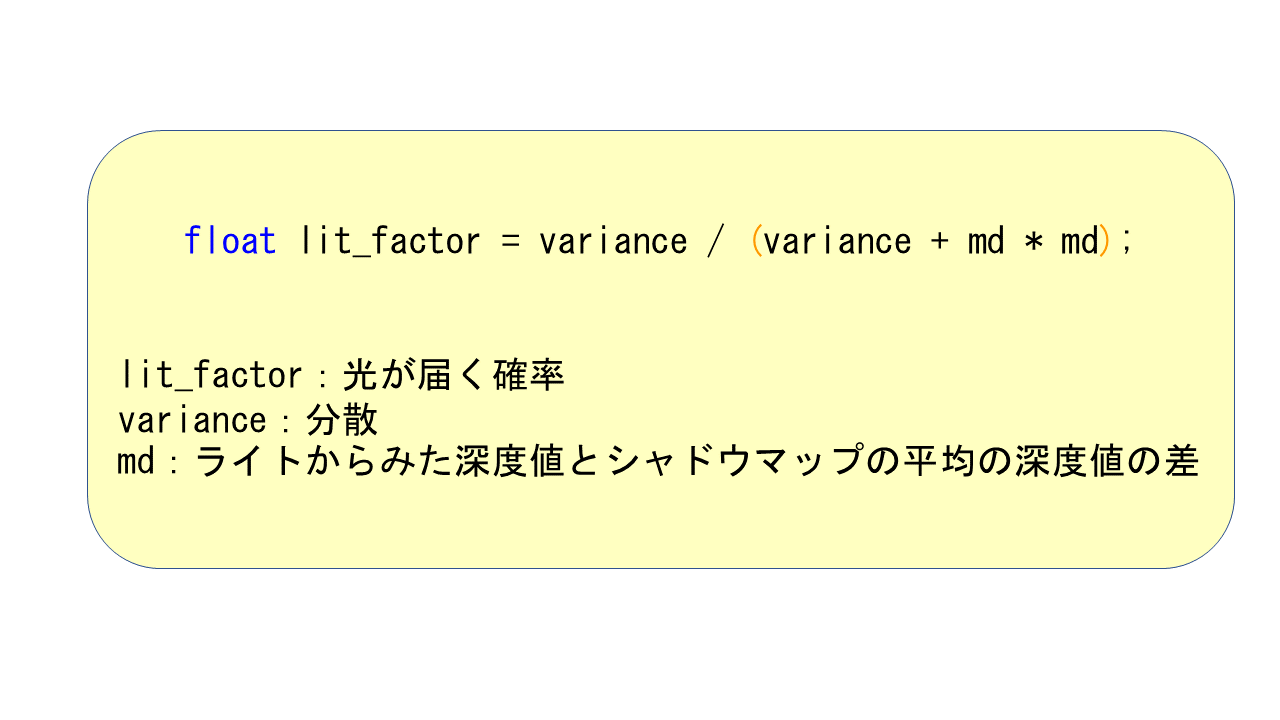 float lit_factor = variance / (variance + md * md);
lit_factor：光が届く確率
variance：分散
md：ライトからみた深度値とシャドウマップの平均の深度値の差